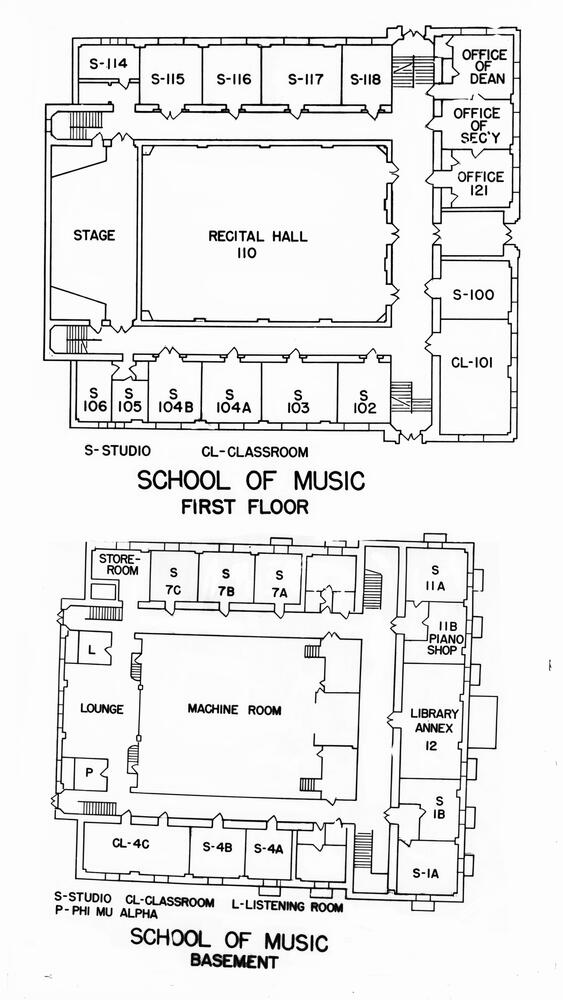 S-114
S-115
S-116
S-117
S-118
OFFICE
OF
DEAN
OFFICE
OF
SEC'Y
OFFICE
121
STAGE
RECITAL HALL
110
S-100
CL-101
S
106
S
105
S
104B
S
104A
S
103
S
102
S-STUDIO CL-CLASSROOM
SCHOOL OF MUSIC
FIRST FLOOR
STORE-
ROOM
S
7C
S
7B
S
7A
S
11A
11B
PIANO
SHOP
L
LOUNGE
MACHINE ROOM
LIBRARY
ANNEX
12
P
S
1B
CL-4C
S-4B
S-4A
S-1A
S-STUDIO CL-CLASSROOM L-LISTENING ROOM
P-PHI MU ALPHA
SCHOOL OF MUSIC
BASEMENT